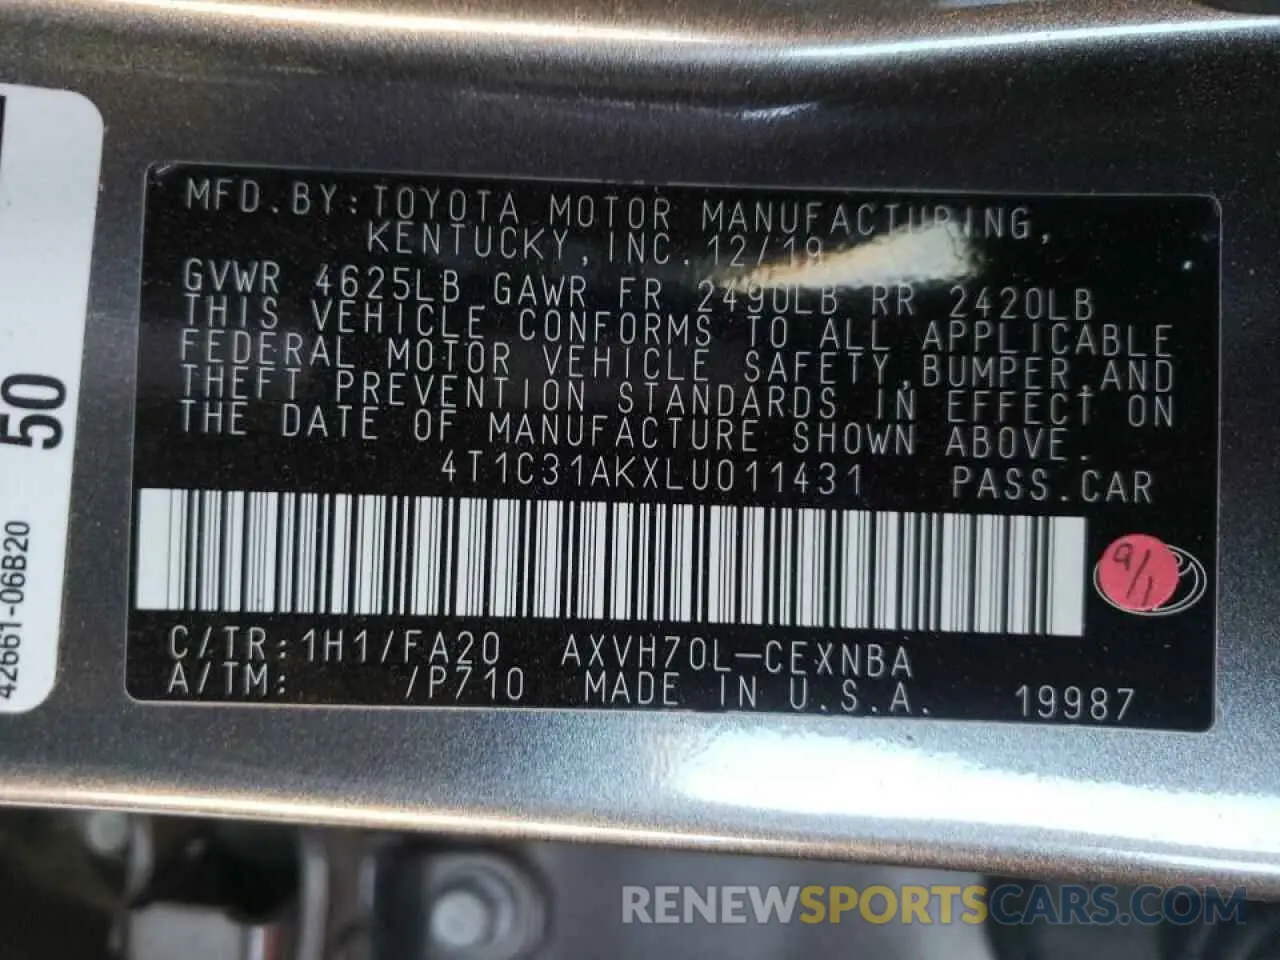 MFD.BY:TOYOTA MOTOR MANUFACTURING,
KENTUCKY,INC. 12/19
GVWR 4625LB GAWR FR 2490LB RR 2420LB
THIS VEHICLE CONFORMS TO ALL APPLICABLE
FEDERAL MOTOR VEHICLE SAFETY,BUMPER,AND
THEFT PREVENTION STANDARDS IN EFFECT ON
THE DATE OF MANUFACTURE SHOWN ABOVE.
4T1C31AKXLU011431 PASS.CAR
9/1
C/TR:1H1/FA20 AXVH70L-CEXNBA
A/TM: /P710 MADE IN U.S.A. 19987
50
42661-06B20
RENEWSPORTSCARS.COM